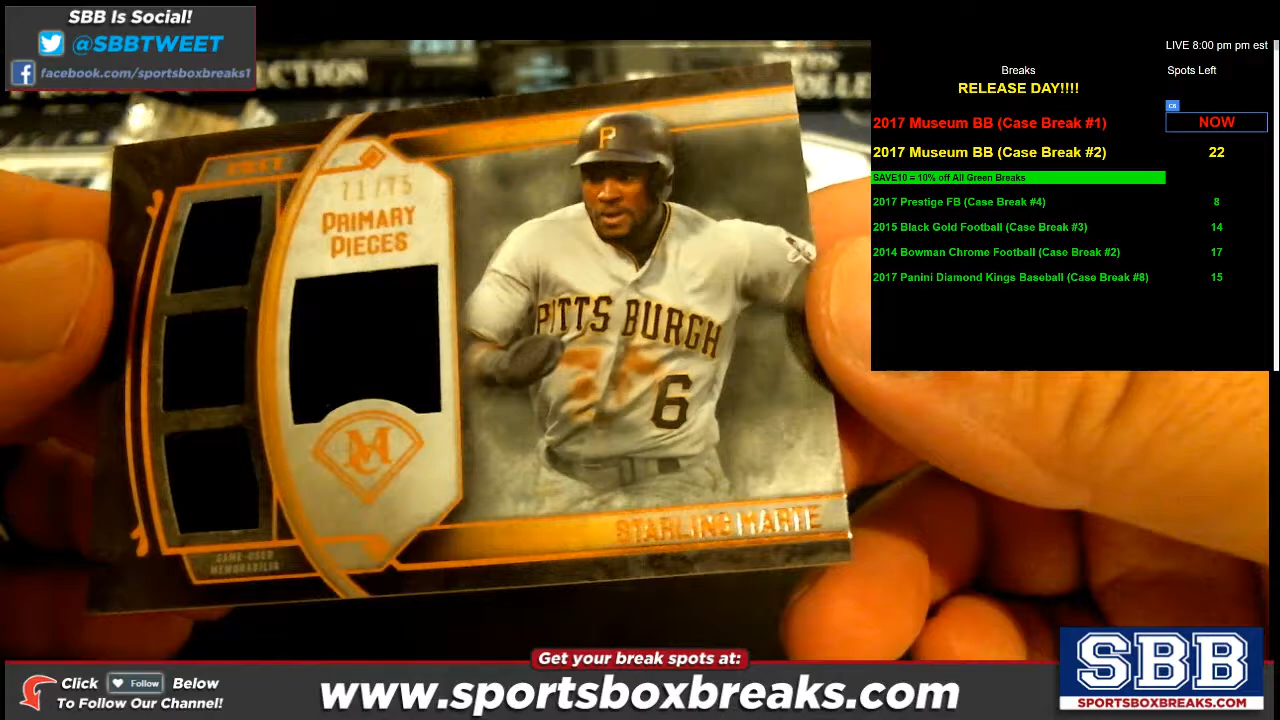 SBB Is Social!
@SBBTWEET
facebook.com/sportsboxbreaks1
LIVE 8:00 pm pm est
Breaks
Spots Left
RELEASE DAY!!!!
2017 Museum BB (Case Break #1)
NOW
2017 Museum BB (Case Break #2)
22
SAVE10 = 10% off All Green Breaks
2017 Prestige FB (Case Break #4)
8
2015 Black Gold Football (Case Break #3)
14
2014 Bowman Chrome Football (Case Break #2)
17
2017 Panini Diamond Kings Baseball (Case Break #8)
15
71/75
PRIMARY
PIECES
MC
P
PITTSBURGH
6
STARLING MARTE
GAME-USED
MEMORABILIA
Get your break spots at:
www.sportsboxbreaks.com
Click Follow Below
To Follow Our Channel!
SBB
SPORTSBOXBREAKS.COM